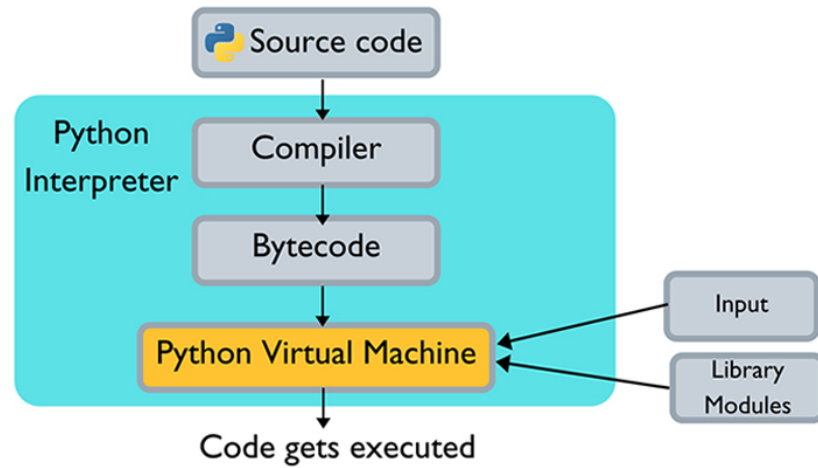 Source code
Python
Interpreter
Compiler
Bytecode
Python Virtual Machine
Input
Library
Modules
Code gets executed